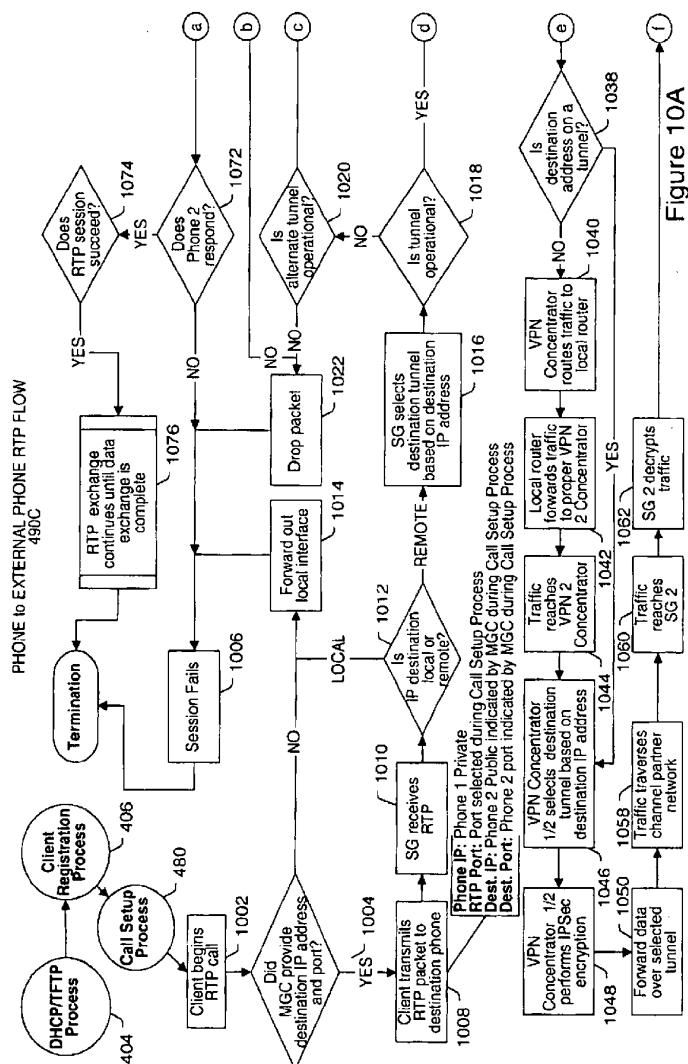 PHONE to EXTERNAL PHONE RTP FLOW
490C
DHCP/TFTP
Process
404
Client
Registration
Process
406
Call Setup
Process
480
Client begins
RTP call
1002
Did
MGC provide
destination IP address
and port?
1004
NO
YES
Client transmits
RTP packet to
destination phone
1008
Phone IP: Phone 1 Private
RTP Port: Port selected during Call Setup Process
Dest. IP: Phone 2 Public indicated by MGC during Call Setup Process
Dest. Port: Phone 2 port indicated by MGC during Call Setup Process
SG receives
RTP
1010
Is
IP destination
local or
remote?
1012
LOCAL
REMOTE
Forward out
local interface
1014
SG selects
destination tunnel
based on destination
IP address
1016
Is tunnel
operational?
1018
YES
d
NO
Is
alternate tunnel
operational?
1020
c
NO
NO
b
Drop packet
1022
Session Fails
1006
Termination
a
Does
Phone 2
respond?
1072
NO
YES
Does
RTP session
succeed?
1074
YES
RTP exchange
continues until data
exchange is
complete
1076
e
Is
destination
address on a
tunnel?
1038
NO
YES
VPN
Concentrator
routes traffic to
local router
1040
Local router
forwards traffic
to proper VPN
2 Concentrator
1042
Traffic
reaches
VPN 2
Concentrator
1044
VPN Concentrator
1/2 selects destination
tunnel based on
destination IP address
1046
VPN
Concentrator 1/2
performs IPSec
encryption
1048
Forward data
over selected
tunnel
1050
Traffic traverses
channel partner
network
1058
Traffic
reaches
SG 2
1060
SG 2 decrypts
traffic
1062
f
Figure 10A